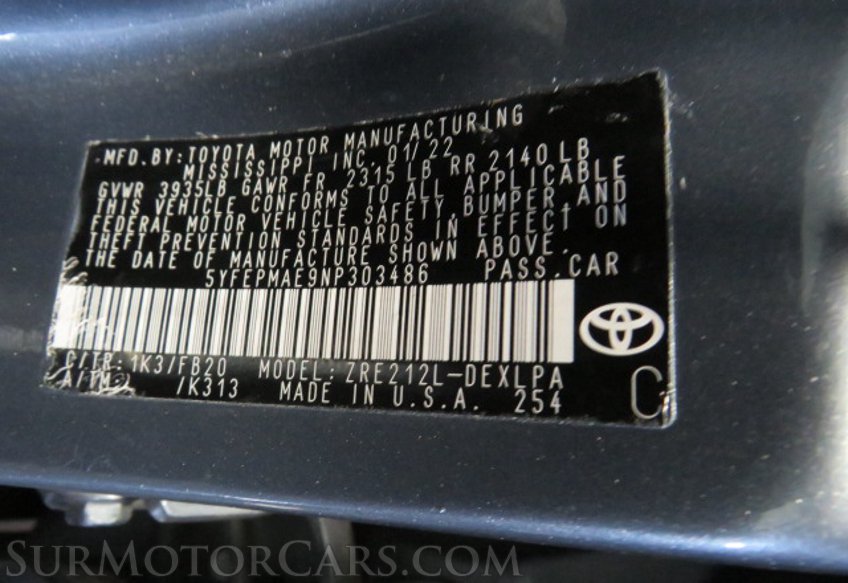 MFD. BY: TOYOTA MOTOR MANUFACTURING
MISSISSIPPI INC. 01/22
GVWR 3935LB GAWR FR 2315 LB RR 2140 LB
THIS VEHICLE CONFORMS TO ALL APPLICABLE
FEDERAL MOTOR VEHICLE SAFETY,BUMPER,AND
THEFT PREVENTION STANDARDS IN EFFECT ON
THE DATE OF MANUFACTURE SHOWN ABOVE.
5YFEPMAE9NP303486 PASS.CAR
C/TR: 1K3/FB20 MODEL: ZRE212L-DEXLPA
A/TM: /K313 MADE IN U.S.A. 254 C
SURMOTORCARS.COM